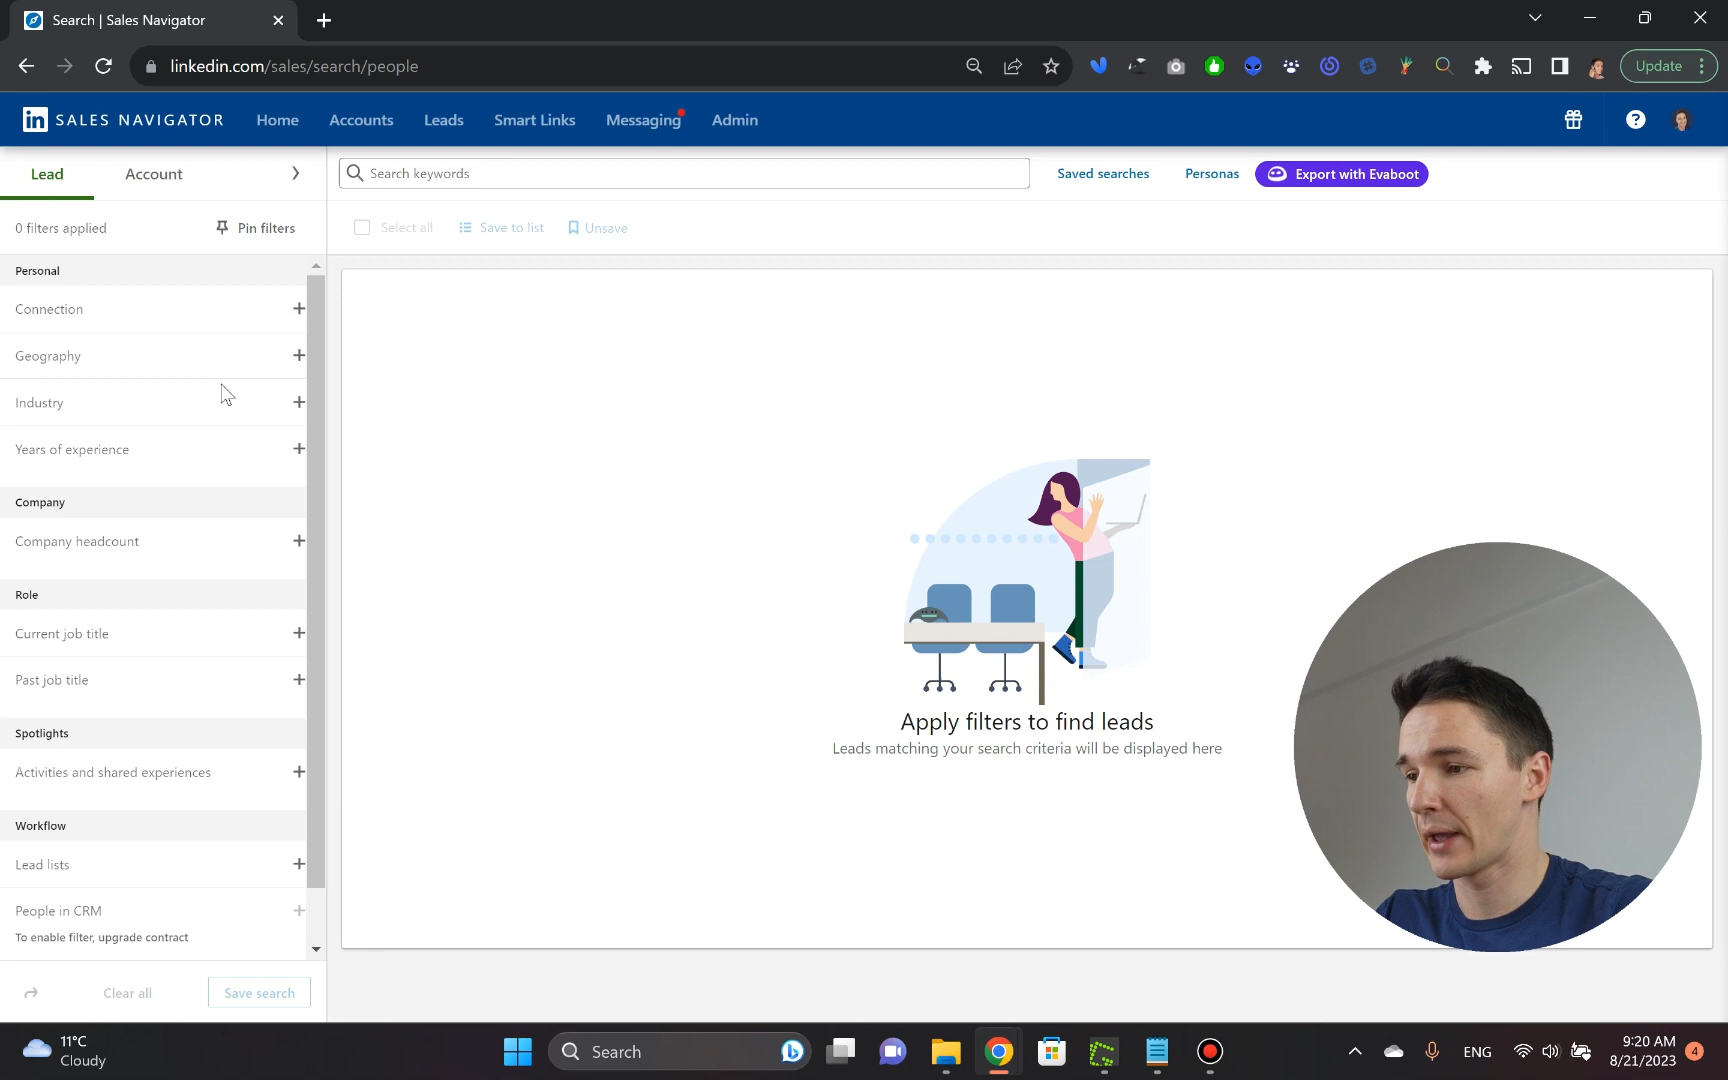 Search | Sales Navigator
linkedin.com/sales/search/people
Update
in SALES NAVIGATOR
Home
Accounts
Leads
Smart Links
Messaging
Admin
Lead
Account
Search keywords
Saved searches
Personas
Export with Evaboot
0 filters applied
Pin filters
Select all
Save to list
Unsave
Personal
Connection
Geography
Industry
Years of experience
Company
Company headcount
Role
Current job title
Past job title
Spotlights
Activities and shared experiences
Workflow
Lead lists
People in CRM
To enable filter, upgrade contract
Clear all
Save search
Apply filters to find leads
Leads matching your search criteria will be displayed here
11°C
Cloudy
Search
ENG
9:20 AM
8/21/2023
4